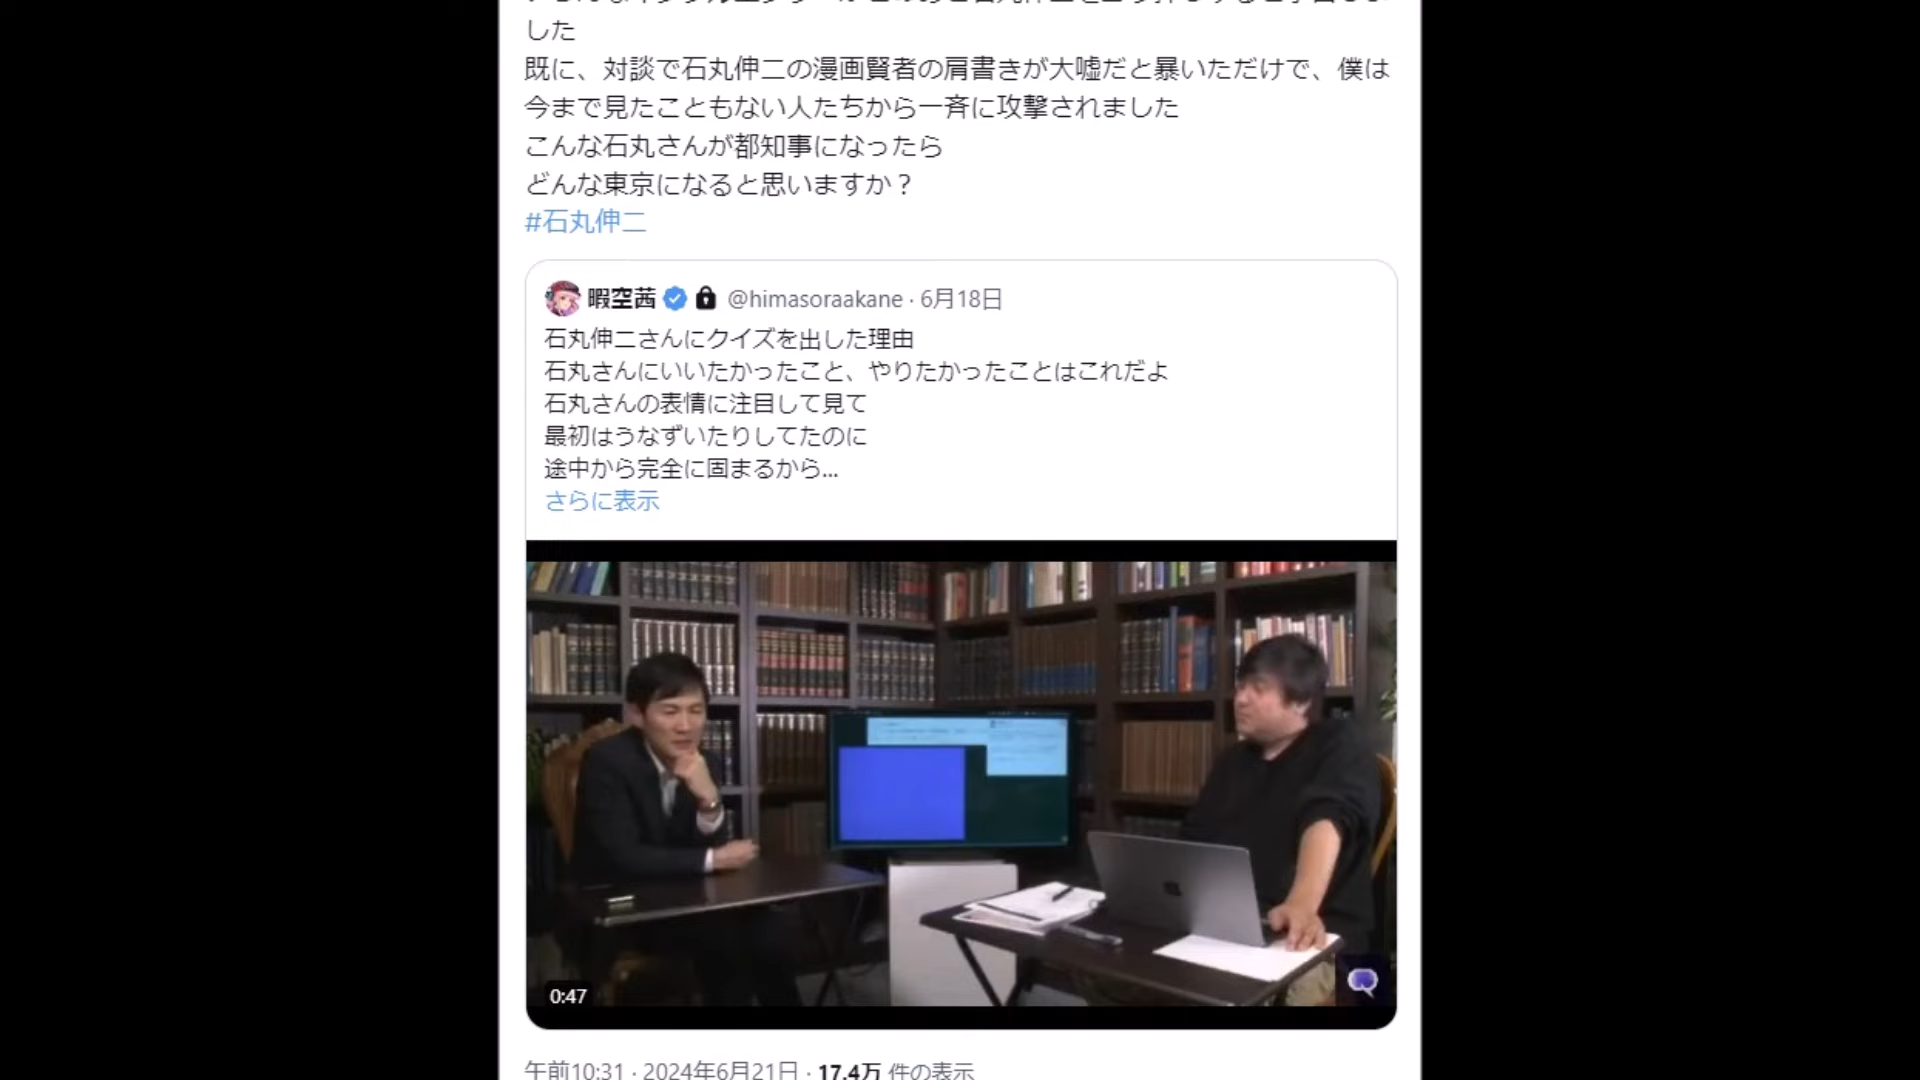 した
既に、対談で石丸伸二の漫画賢者の肩書きが大嘘だと暴いただけで、僕は
今まで見たこともない人たちから一斉に攻撃されました
こんな石丸さんが都知事になったら
どんな東京になると思いますか？
#石丸伸二
暇空茜 @himasoraakane · 6月18日
石丸伸二さんにクイズを出した理由
石丸さんにいいたかったこと、やりたかったことはこれだよ
石丸さんの表情に注目して見て
最初はうなずいたりしてたのに
途中から完全に固まるから...
さらに表示
0:47
午前10:31 · 2024年6月21日 · 17.4万 件の表示